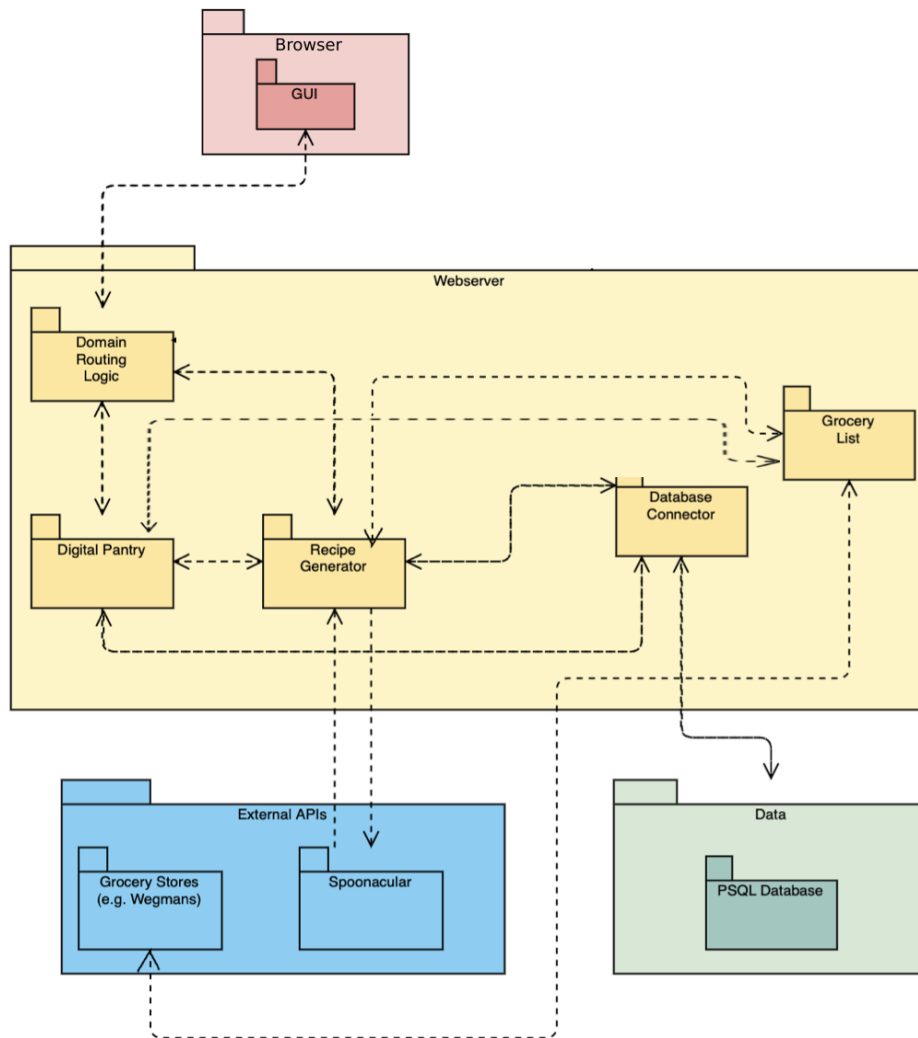 Browser
GUI
Webserver
Domain
Routing
Logic
Grocery
List
Database
Connector
Digital Pantry
Recipe
Generator
External APIs
Data
Grocery Stores
(e.g. Wegmans)
Spoonacular
PSQL Database